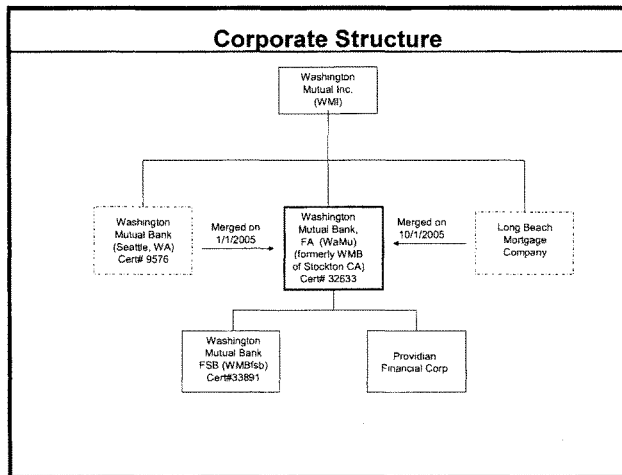 Corporate Structure
Washington
Mutual Inc.
(WMI)
Washington
Mutual Bank
(Seattle, WA)
Cert# 9576
Merged on
1/1/2005
Washington
Mutual Bank,
FA (WaMu)
(formerly WMB
of Stockton CA)
Cert# 32633
Merged on
10/1/2005
Long Beach
Mortgage
Company
Washington
Mutual Bank
FSB (WMBfsb)
Cert#33891
Providian
Financial Corp